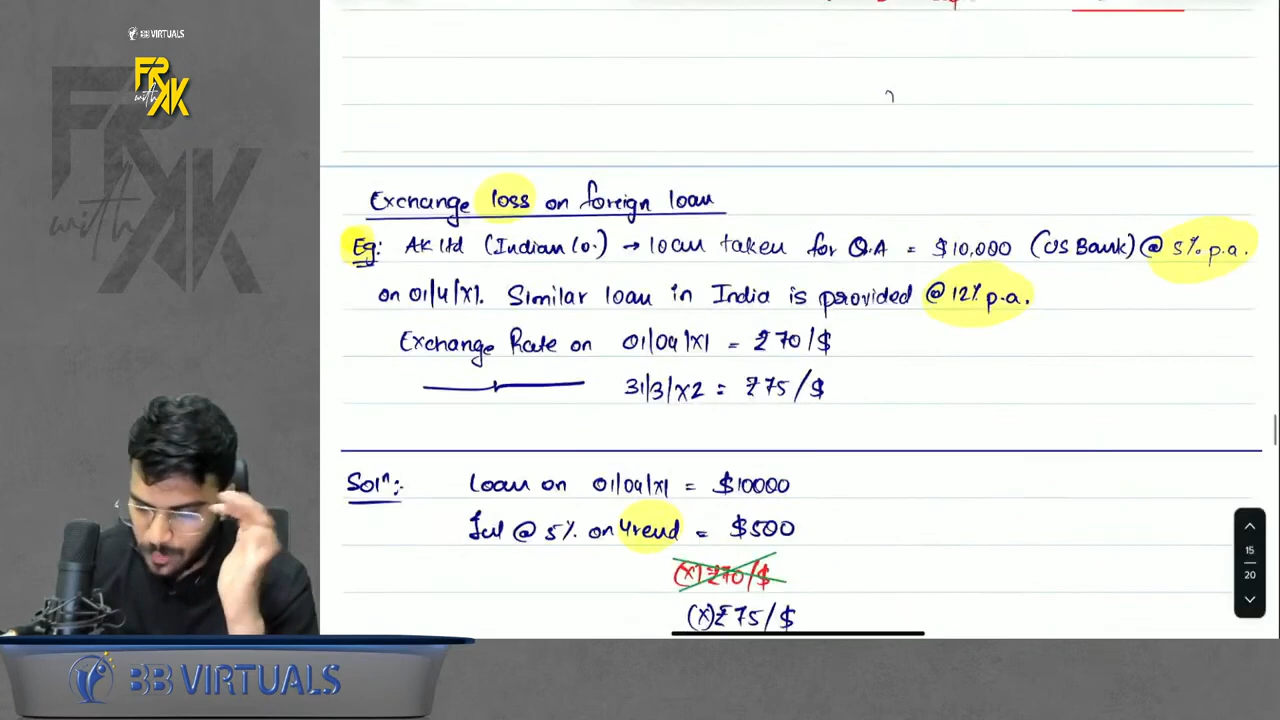 BB VIRTUALS
FR
with AK
FR
with AK
Exchange loss on foreign loan
Eg: AK Ltd (Indian Co.) → loan taken for Q.A = $10,000 (US Bank) @ 5% p.a.
on 01/4/X1. Similar loan in India is provided @ 12% p.a.
Exchange Rate on 01/04/X1 = ₹70/$
31/3/X2 = ₹75/$
Solⁿ:- Loan on 01/04/X1 = $10000
Int @ 5% on Yrend = $500
(X) ₹70/$
(X) ₹75/$
15
20
BB VIRTUALS